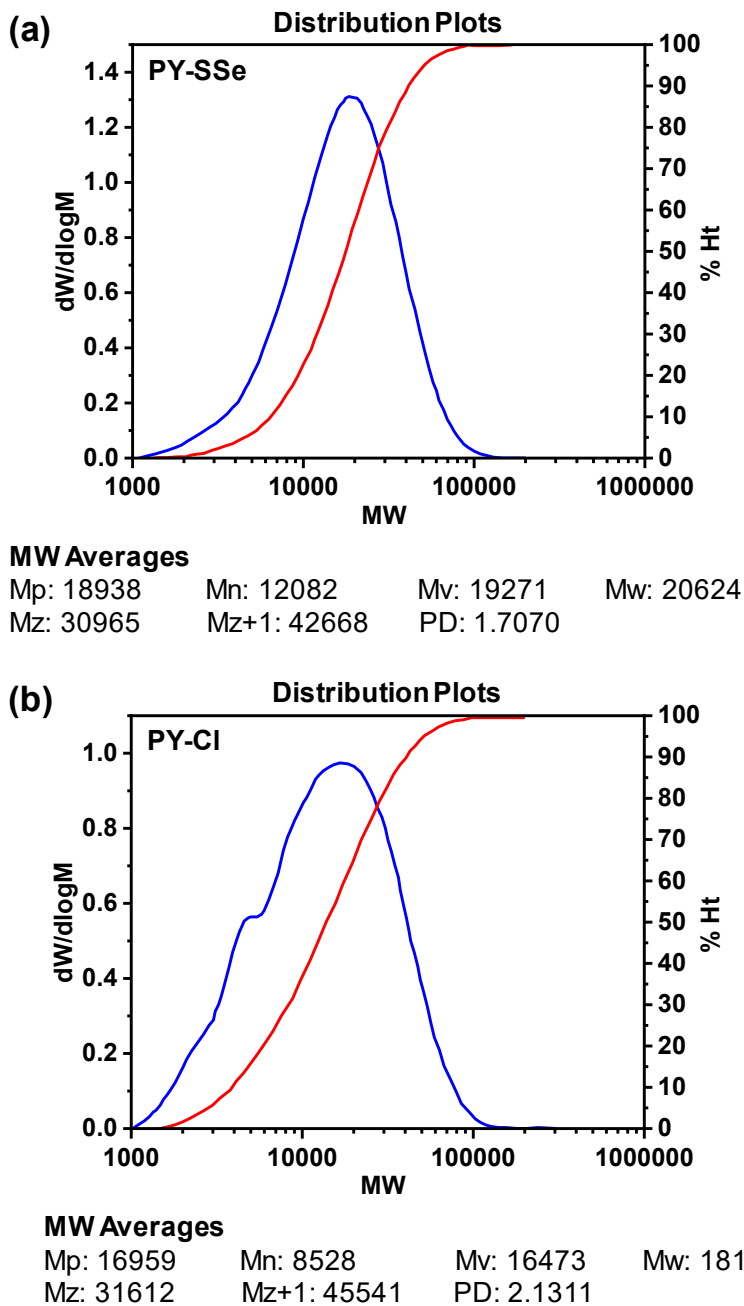 (a)
Distribution Plots
PY-SSe
dW/dlogM
1.4
1.2
1.0
0.8
0.6
0.4
0.2
0.0
100
90
80
70
60
50
40
30
20
10
0
% Ht
1000 10000 100000 1000000
MW
MW Averages
Mp: 18938 Mn: 12082 Mv: 19271 Mw: 20624
Mz: 30965 Mz+1: 42668 PD: 1.7070
(b)
Distribution Plots
PY-Cl
dW/dlogM
1.0
0.8
0.6
0.4
0.2
0.0
100
90
80
70
60
50
40
30
20
10
0
% Ht
1000 10000 100000 1000000
MW
MW Averages
Mp: 16959 Mn: 8528 Mv: 16473 Mw: 181
Mz: 31612 Mz+1: 45541 PD: 2.1311